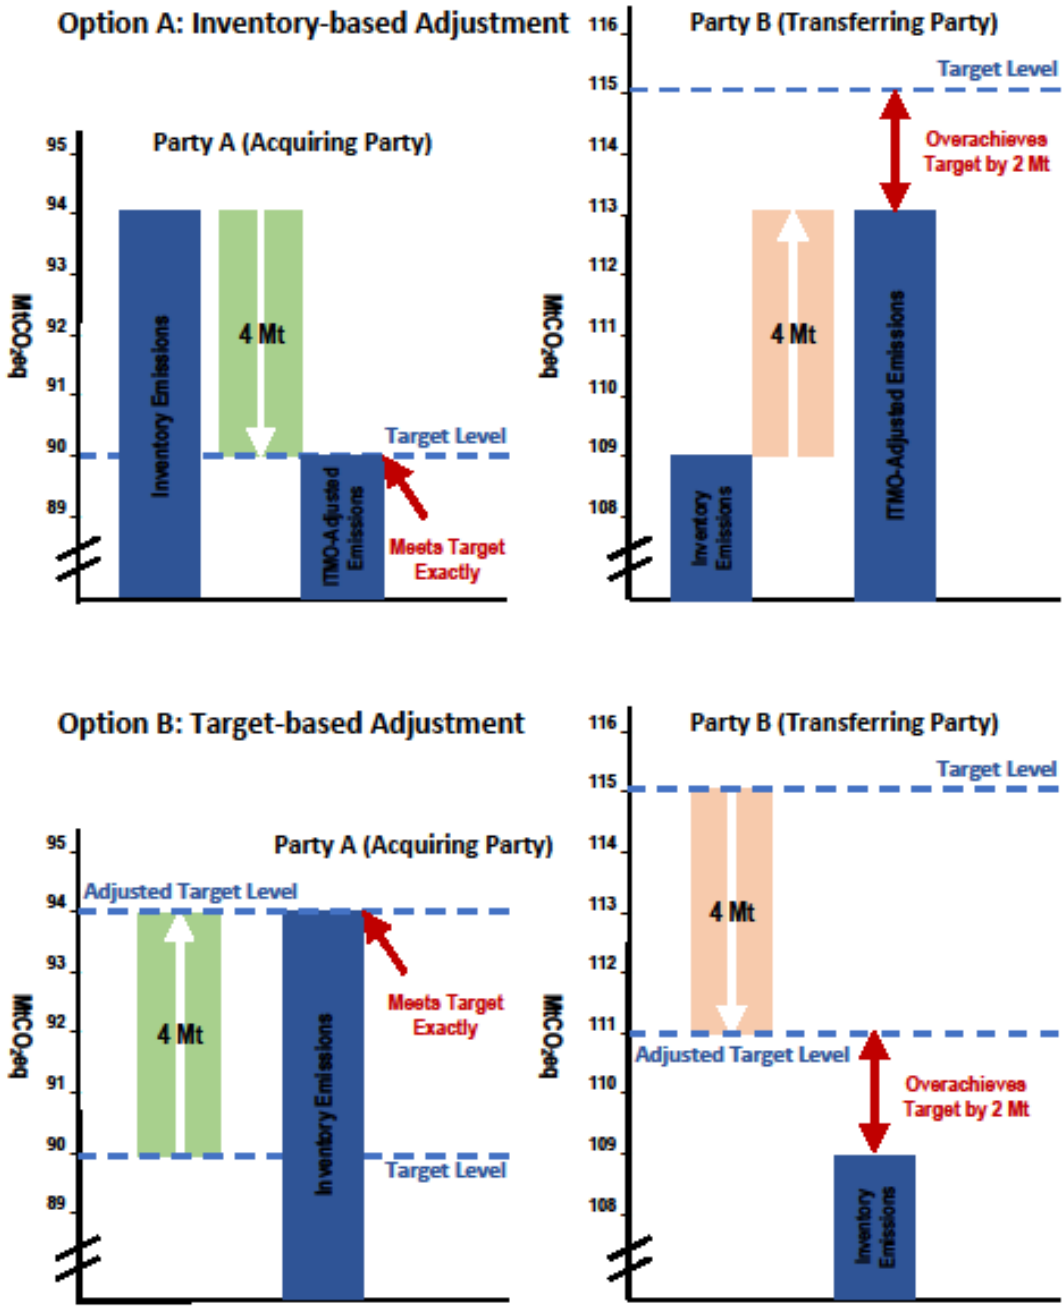 Option A: Inventory-based Adjustment
Party A (Acquiring Party)
95
94
93
92
91
90
89
MtCO₂eq
Inventory Emissions
4 Mt
Target Level
ITMO-Adjusted
Emissions
Meets Target
Exactly
Party B (Transferring Party)
116
115
114
113
112
111
110
109
108
MtCO₂eq
Target Level
Overachieves
Target by 2 Mt
4 Mt
Inventory
Emissions
ITMO-Adjusted Emissions
Option B: Target-based Adjustment
Party A (Acquiring Party)
95
94
93
92
91
90
89
MtCO₂eq
Adjusted Target Level
4 Mt
Inventory Emissions
Meets Target
Exactly
Target Level
Party B (Transferring Party)
116
115
114
113
112
111
110
109
108
MtCO₂eq
Target Level
4 Mt
Adjusted Target Level
Overachieves
Target by 2 Mt
Inventory
Emissions